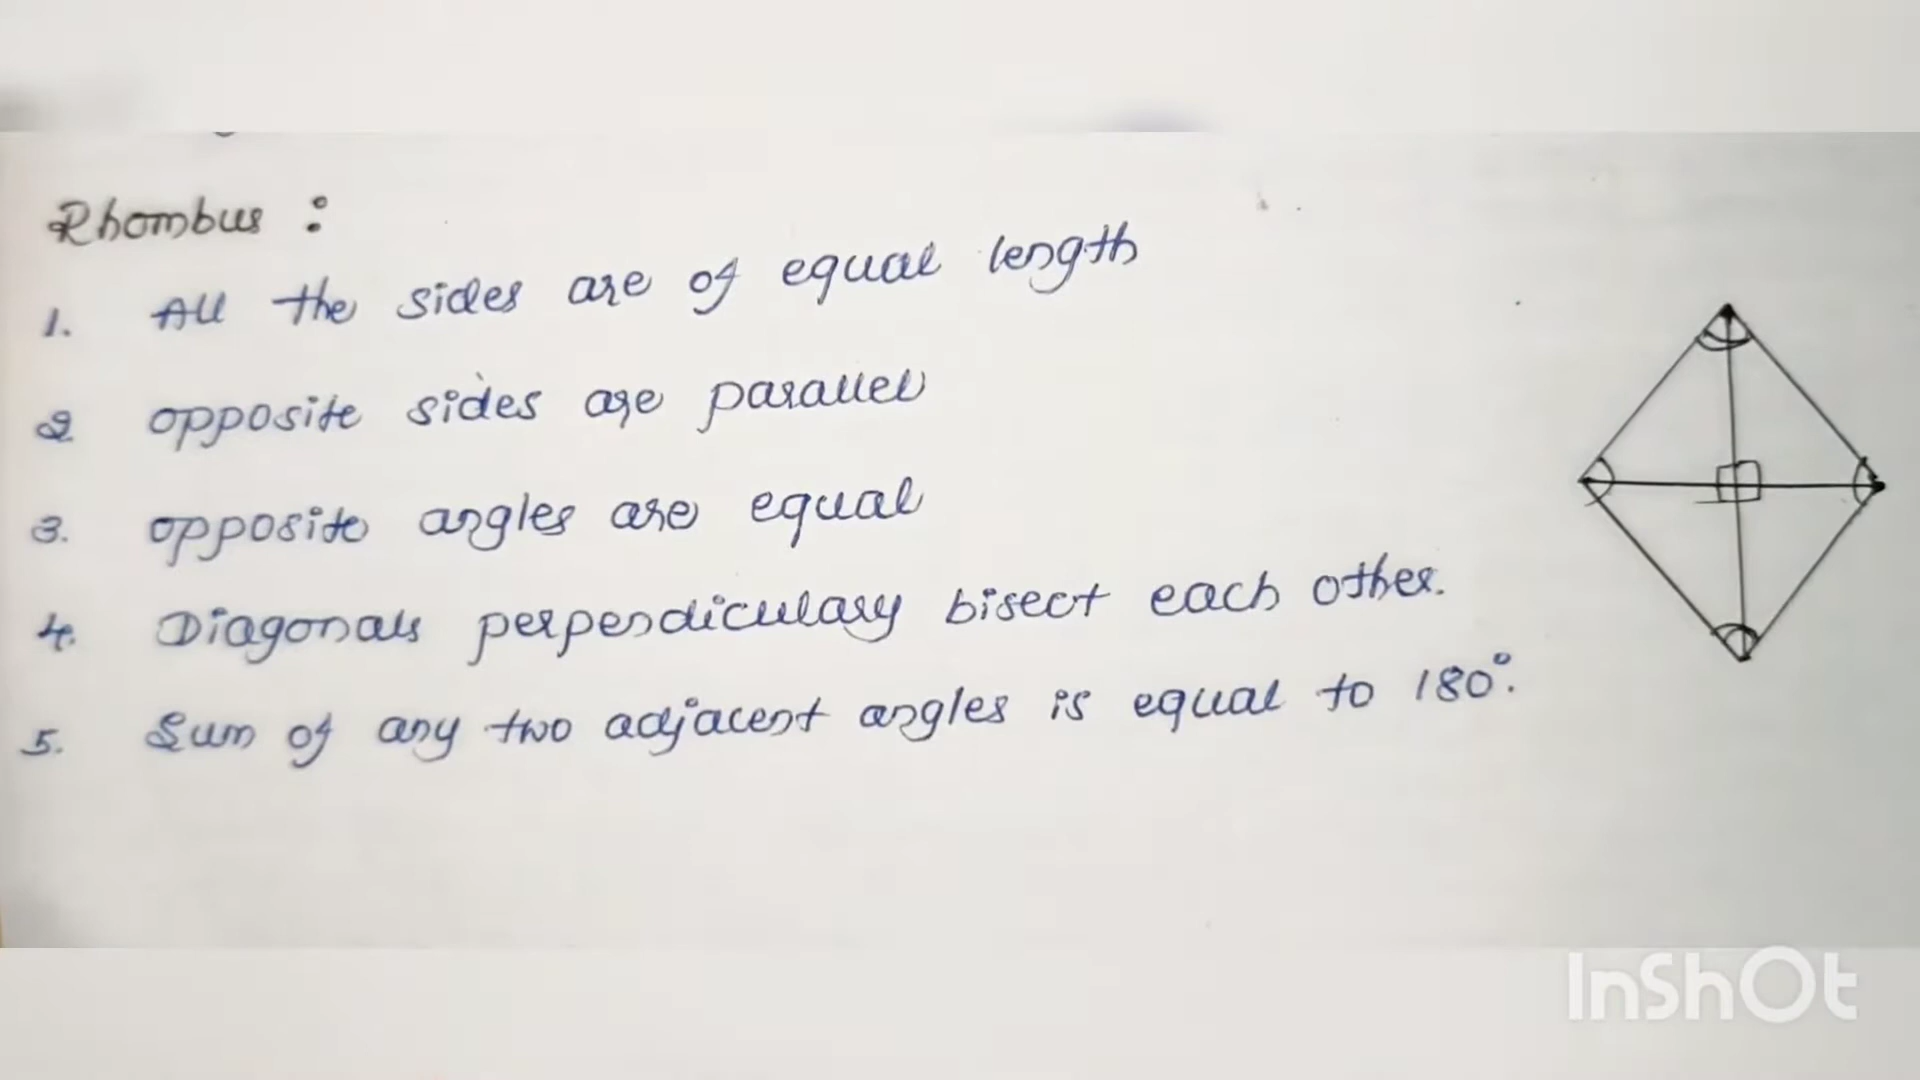 Rhombus :
1. All the sides are of equal length
2. opposite sides are parallel
3. opposite angles are equal
4. Diagonals perpendiculary bisect each other.
5. Sum of any two adjacent angles is equal to 180°.
InShOt